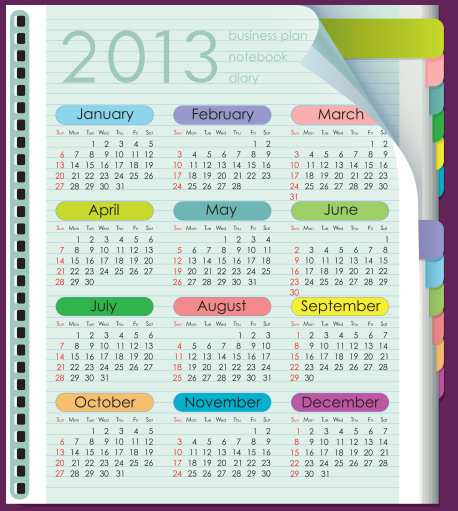 2013
business plan
notebook
diary
January
Sun Mon Tue Wed Thu Fri Sat
1 2 3 4 5
6 7 8 9 10 11 12
13 14 15 16 17 18 19
20 21 22 23 24 25 26
27 28 29 30 31
February
Sun Mon Tue Wed Thu Fri Sat
1 2
3 4 5 6 7 8 9
10 11 12 13 14 15 16
17 18 19 20 21 22 23
24 25 26 27 28
March
Sun Mon Tue Wed Thu Fri Sat
1 2
3 4 5 6 7 8 9
10 11 12 13 14 15 16
17 18 19 20 21 22 23
24 25 26 27 28 29 30
31
April
Sun Mon Tue Wed Thu Fri Sat
1 2 3 4 5 6
7 8 9 10 11 12 13
14 15 16 17 18 19 20
21 22 23 24 25 26 27
28 29 30
May
Sun Mon Tue Wed Thu Fri Sat
1 2 3 4
5 6 7 8 9 10 11
12 13 14 15 16 17 18
19 20 21 22 23 24 25
26 27 28 29 30 31
June
Sun Mon Tue Wed Thu Fri Sat
1
2 3 4 5 6 7 8
9 10 11 12 13 14 15
16 17 18 19 20 21 22
23 24 25 26 27 28 29
30
July
Sun Mon Tue Wed Thu Fri Sat
1 2 3 4 5 6
7 8 9 10 11 12 13
14 15 16 17 18 19 20
21 22 23 24 25 26 27
28 29 30 31
August
Sun Mon Tue Wed Thu Fri Sat
1 2 3
4 5 6 7 8 9 10
11 12 13 14 15 16 17
18 19 20 21 22 23 24
25 26 27 28 29 30 31
September
Sun Mon Tue Wed Thu Fri Sat
1 2 3 4 5 6 7
8 9 10 11 12 13 14
15 16 17 18 19 20 21
22 23 24 25 26 27 28
29 30
October
Sun Mon Tue Wed Thu Fri Sat
1 2 3 4 5
6 7 8 9 10 11 12
13 14 15 16 17 18 19
20 21 22 23 24 25 26
27 28 29 30 31
November
Sun Mon Tue Wed Thu Fri Sat
1 2
3 4 5 6 7 8 9
10 11 12 13 14 15 16
17 18 19 20 21 22 23
24 25 26 27 28 29 30
December
Sun Mon Tue Wed Thu Fri Sat
1 2 3 4 5 6 7
8 9 10 11 12 13 14
15 16 17 18 19 20 21
22 23 24 25 26 27 28
29 30 31